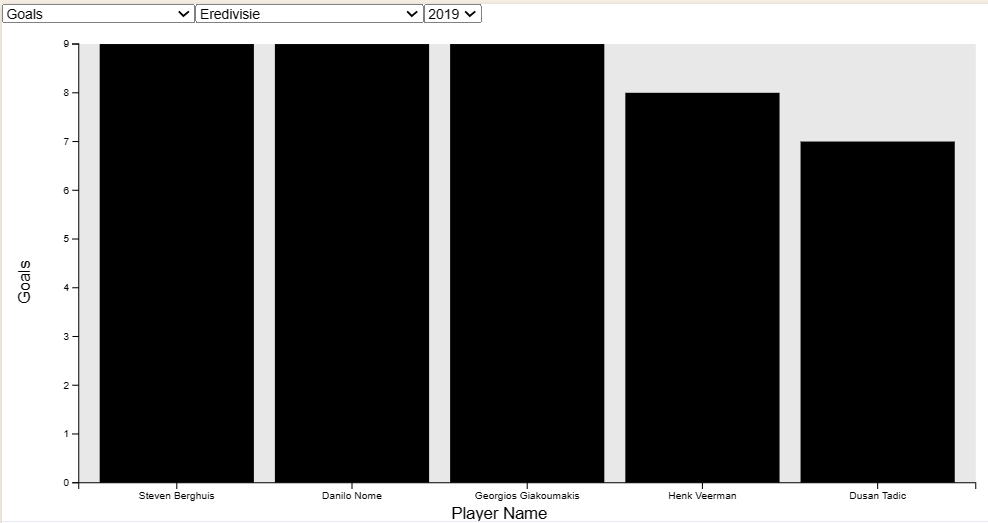 Goals Eredivisie 2019
9
8
7
6
5
4
3
2
1
0
Goals
Steven Berghuis Danilo Nome Georgios Giakoumakis Henk Veerman Dusan Tadic
Player Name